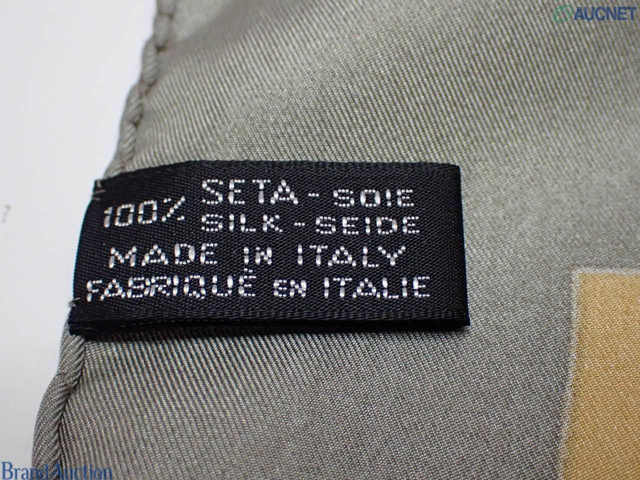 AUCNET
100% SETA - SOIE
SILK - SEIDE
MADE IN ITALY
FABRIQUÉ EN ITALIE
Brand Auction